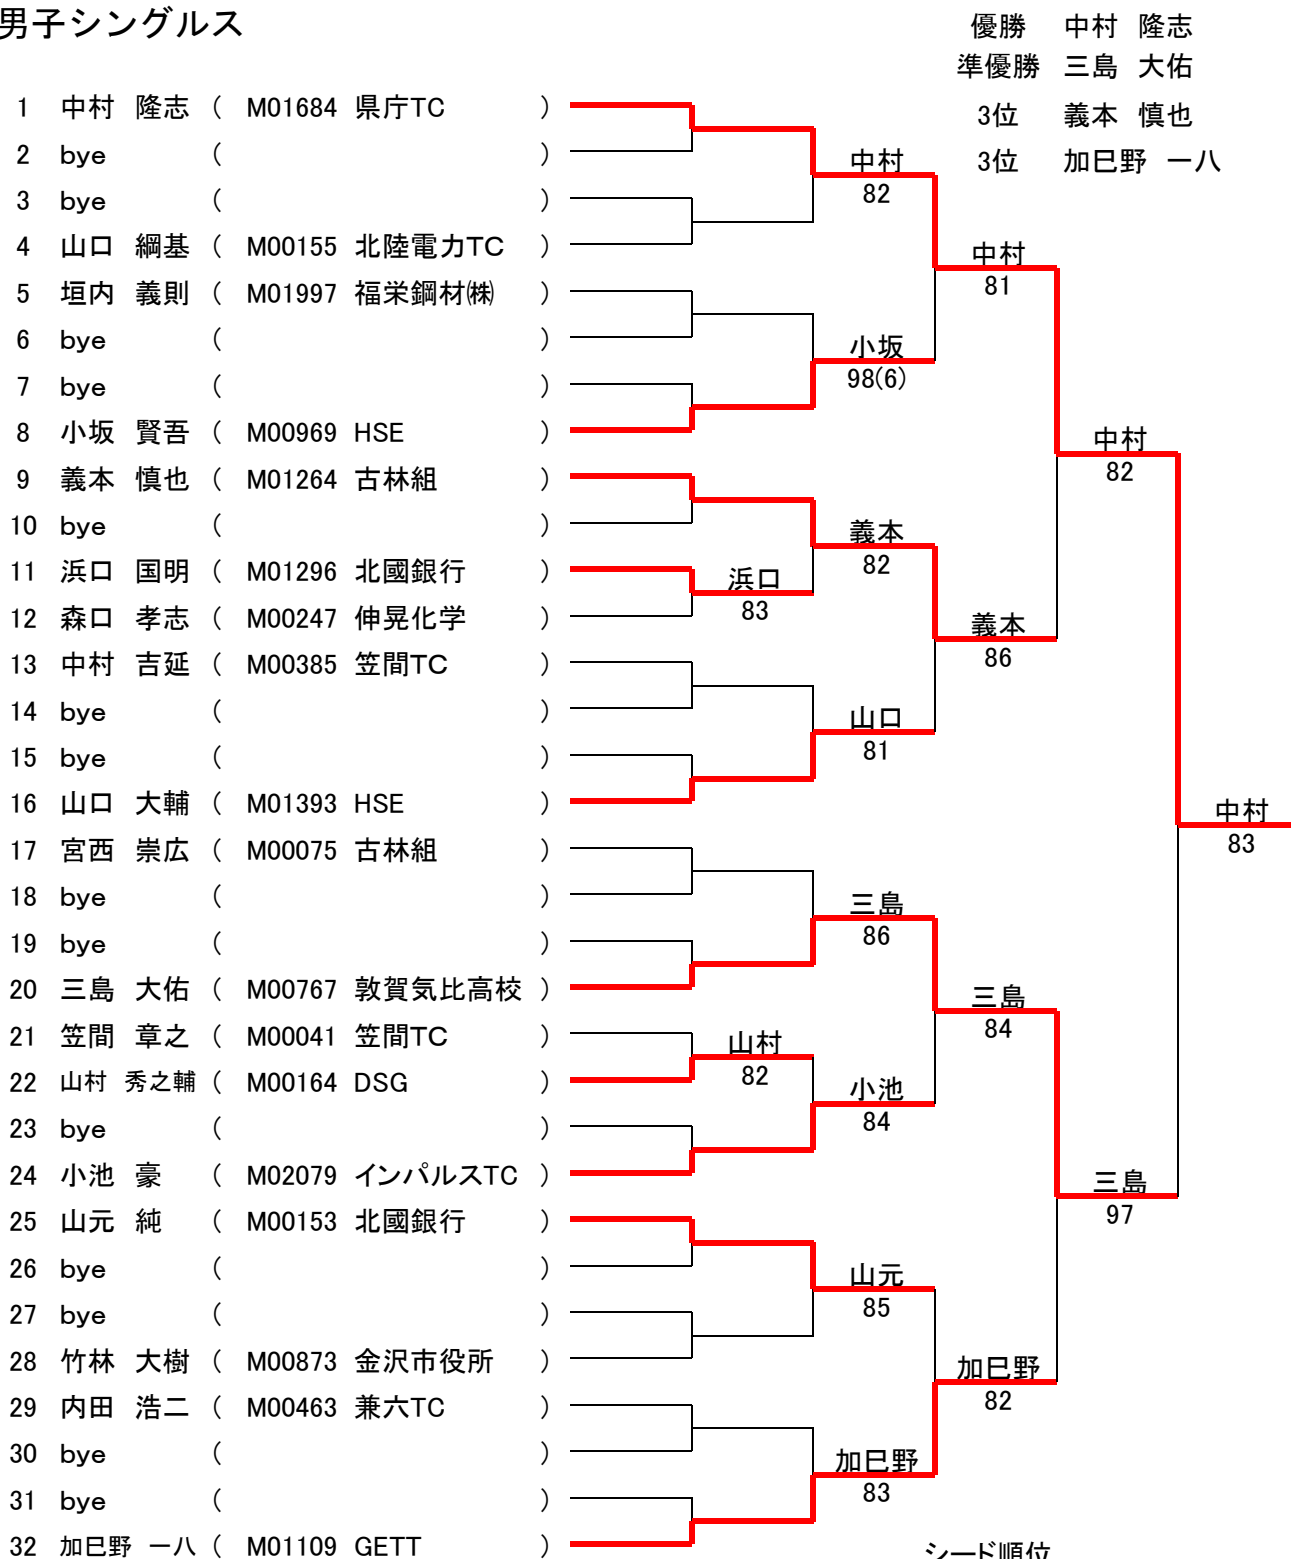 男子シングルス
優勝 中村 隆志
準優勝 三島 大佑
3位 義本 慎也
3位 加巳野 一八
1 中村 隆志 ( M01684 県庁TC )
2 bye ( )
3 bye ( )
4 山口 綱基 ( M00155 北陸電力TC )
5 垣内 義則 ( M01997 福栄鋼材㈱ )
6 bye ( )
7 bye ( )
8 小坂 賢吾 ( M00969 HSE )
9 義本 慎也 ( M01264 古林組 )
10 bye ( )
11 浜口 国明 ( M01296 北國銀行 )
12 森口 孝志 ( M00247 伸晃化学 )
13 中村 吉延 ( M00385 笠間TC )
14 bye ( )
15 bye ( )
16 山口 大輔 ( M01393 HSE )
17 宮西 崇広 ( M00075 古林組 )
18 bye ( )
19 bye ( )
20 三島 大佑 ( M00767 敦賀気比高校 )
21 笠間 章之 ( M00041 笠間TC )
22 山村 秀之輔 ( M00164 DSG )
23 bye ( )
24 小池 豪 ( M02079 インパルスTC )
25 山元 純 ( M00153 北國銀行 )
26 bye ( )
27 bye ( )
28 竹林 大樹 ( M00873 金沢市役所 )
29 内田 浩二 ( M00463 兼六TC )
30 bye ( )
31 bye ( )
32 加巳野 一八 ( M01109 GETT )
浜口
83
山村
82
中村
82
小坂
98(6)
義本
82
山口
81
三島
86
小池
84
山元
85
加巳野
83
中村
81
義本
86
三島
84
加巳野
82
中村
82
三島
97
中村
83
シード順位